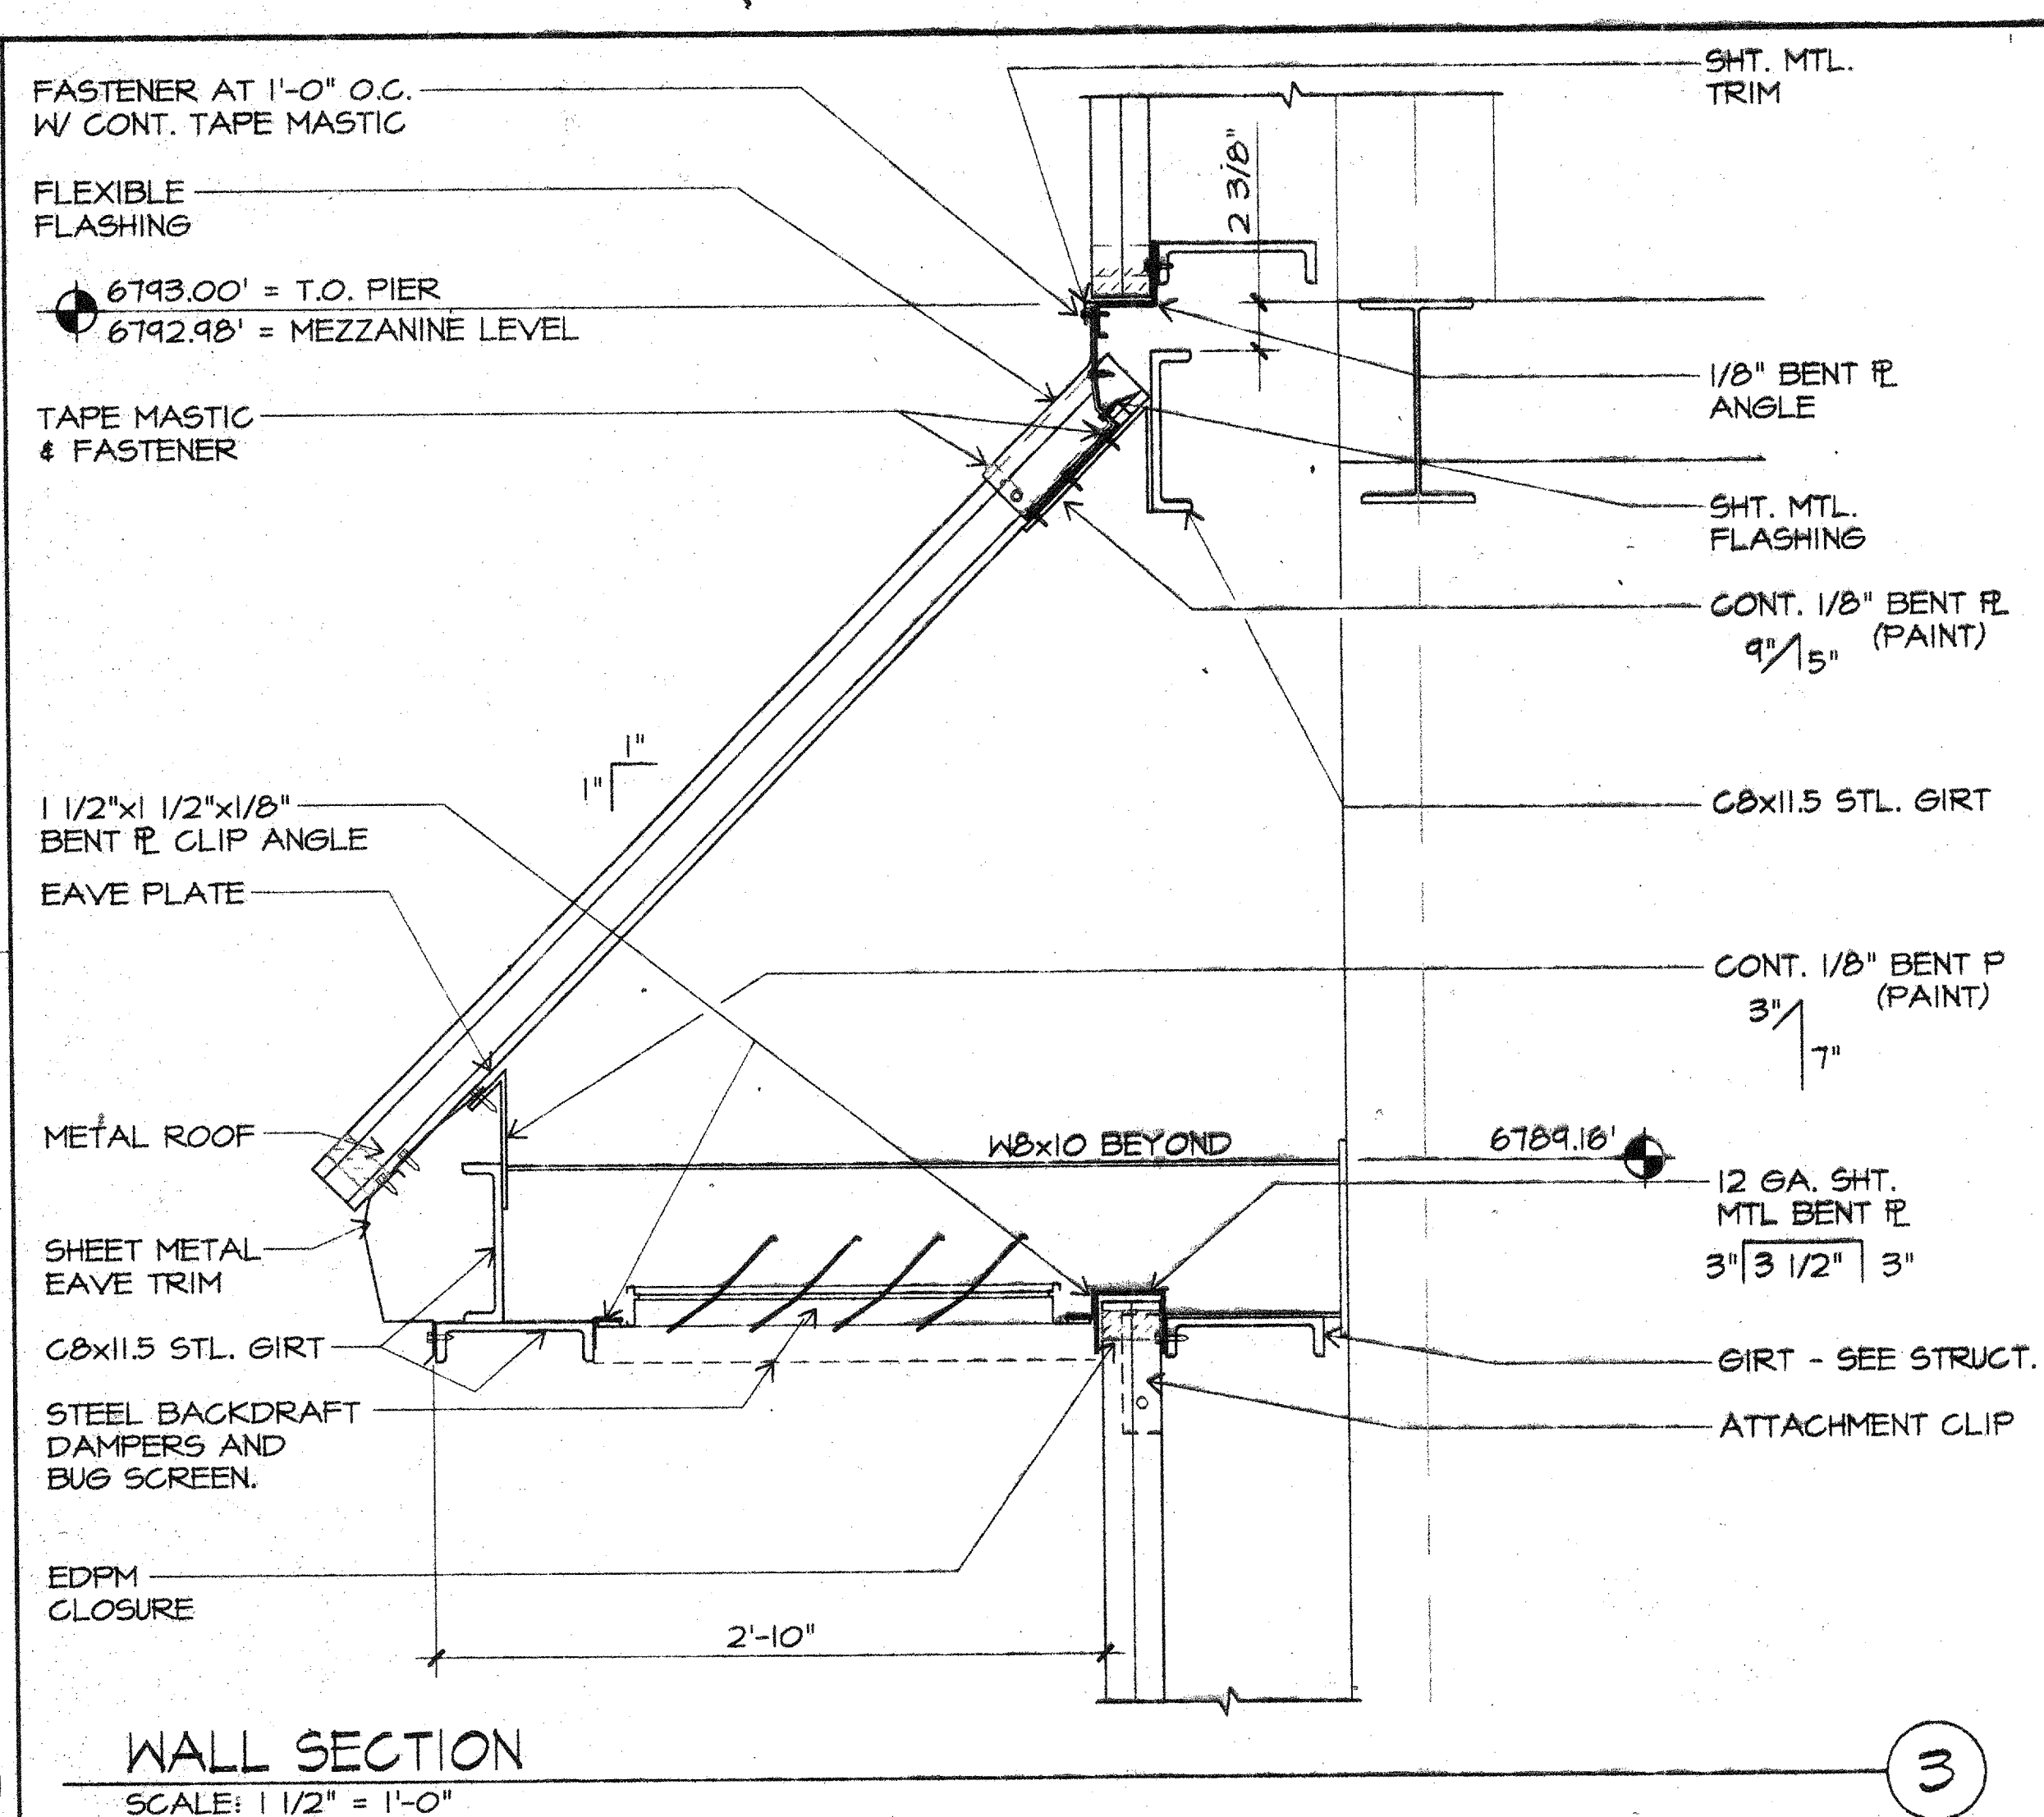 FASTENER AT 1'-0" O.C.
W/ CONT. TAPE MASTIC
FLEXIBLE
FLASHING
6793.00' = T.O. PIER
6792.98' = MEZZANINE LEVEL
TAPE MASTIC
& FASTENER
1"
1"
1 1/2"x1 1/2"x1/8"
BENT PL CLIP ANGLE
EAVE PLATE
METAL ROOF
SHEET METAL
EAVE TRIM
C8x11.5 STL. GIRT
STEEL BACKDRAFT
DAMPERS AND
BUG SCREEN.
EDPM
CLOSURE
2'-10"
W8x10 BEYOND
2 3/8"
SHT. MTL.
TRIM
1/8" BENT PL
ANGLE
SHT. MTL.
FLASHING
CONT. 1/8" BENT PL
(PAINT)
9" 5"
C8x11.5 STL. GIRT
CONT. 1/8" BENT P
(PAINT)
3"
7"
6789.16'
12 GA. SHT.
MTL BENT PL
3" 3 1/2" 3"
GIRT - SEE STRUCT.
ATTACHMENT CLIP
WALL SECTION
SCALE: 1 1/2" = 1'-0"
3